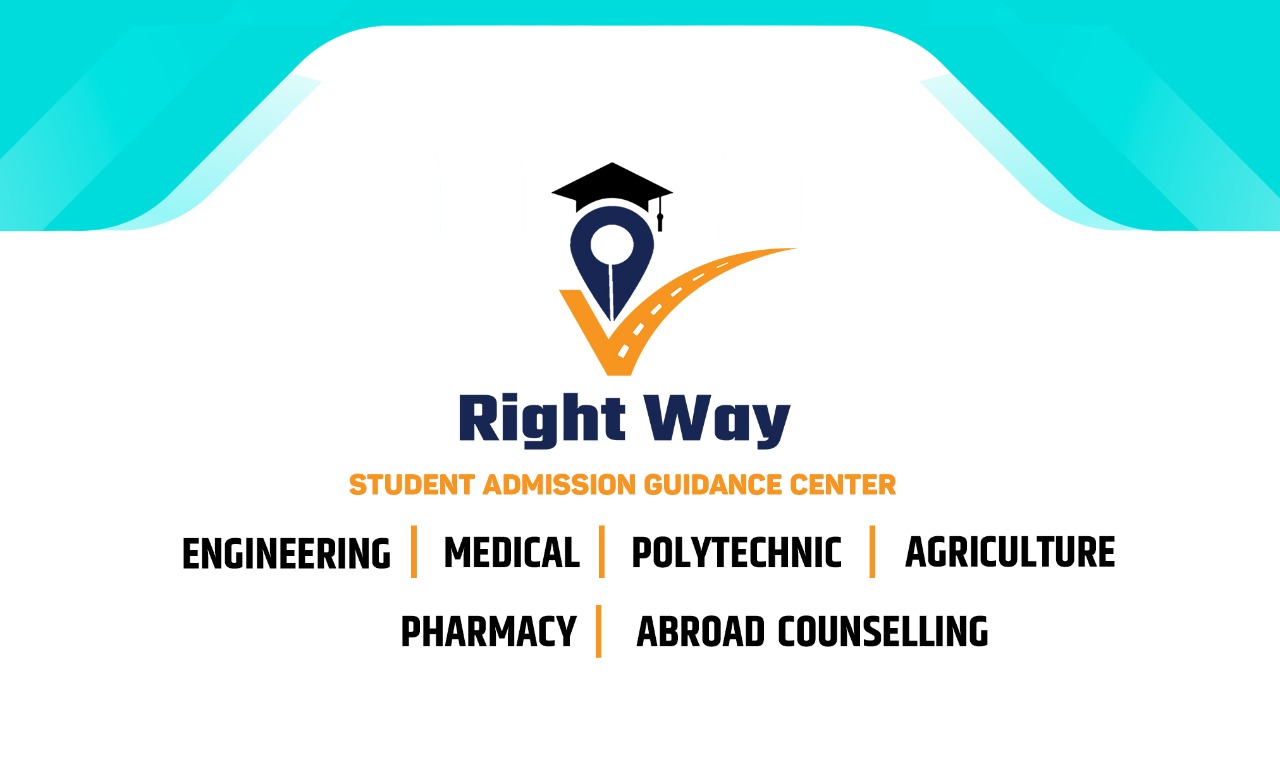 Right Way
STUDENT ADMISSION GUIDANCE CENTER
ENGINEERING | MEDICAL | POLYTECHNIC | AGRICULTURE
PHARMACY | ABROAD COUNSELLING